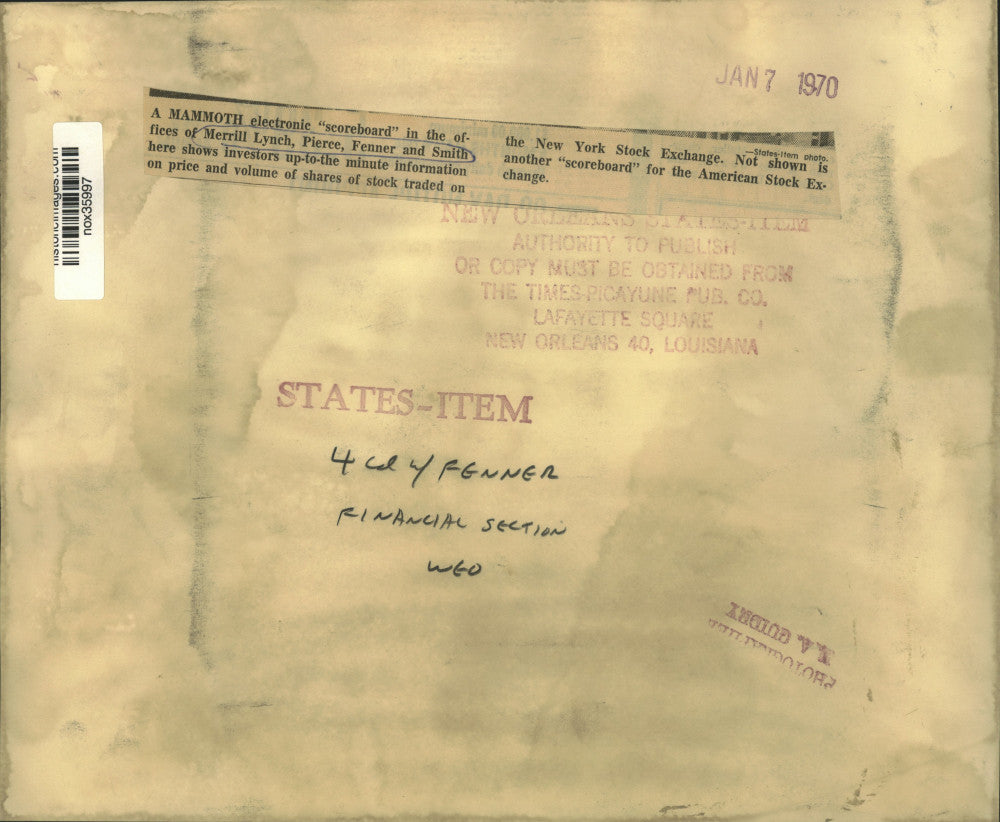 JAN 7 1970
A MAMMOTH electronic "scoreboard" in the of-
fices of Merrill Lynch, Pierce, Fenner and Smith
here shows investors up-to-the minute information
on price and volume of shares of stock traded on
—States-Item photo.
the New York Stock Exchange. Not shown is
another "scoreboard" for the American Stock Ex-
change.
historicimages.com
nox35997
NEW ORLEANS STATES-ITEM
AUTHORITY TO PUBLISH
OR COPY MUST BE OBTAINED FROM
THE TIMES-PICAYUNE PUB. CO.
LAFAYETTE SQUARE
NEW ORLEANS 40, LOUISIANA
STATES-ITEM
4 col w/ FENNER
FINANCIAL SECTION
WED
GUIDRY